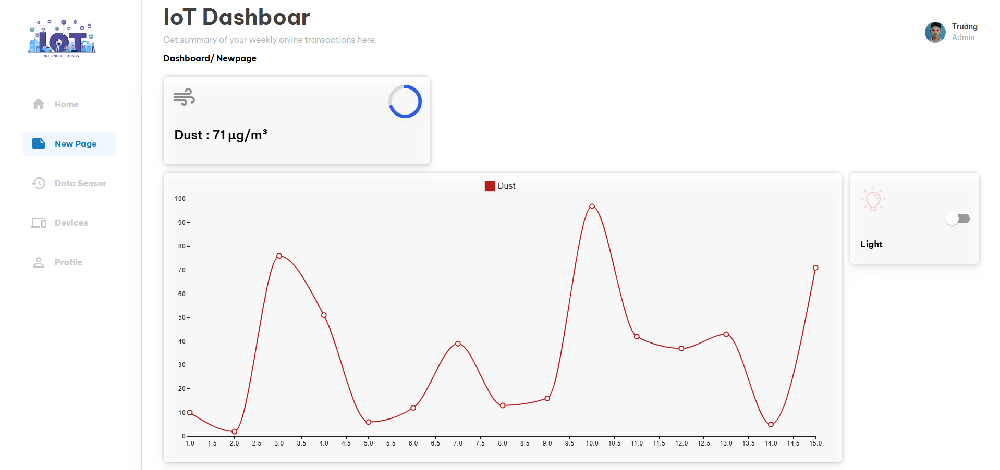 IOT
INTERNET OF THINGS
Home
New Page
Data Sensor
Devices
Profile
IoT Dashboar
Get summary of your weekly online transactions here.
Dashboard/ Newpage
Trường
Admin
Dust : 71 µg/m³
Dust
100
90
80
70
60
50
40
30
20
10
0
1.0 1.5 2.0 2.5 3.0 3.5 4.0 4.5 5.0 5.5 6.0 6.5 7.0 7.5 8.0 8.5 9.0 9.5 10.0 10.5 11.0 11.5 12.0 12.5 13.0 13.5 14.0 14.5 15.0
Light